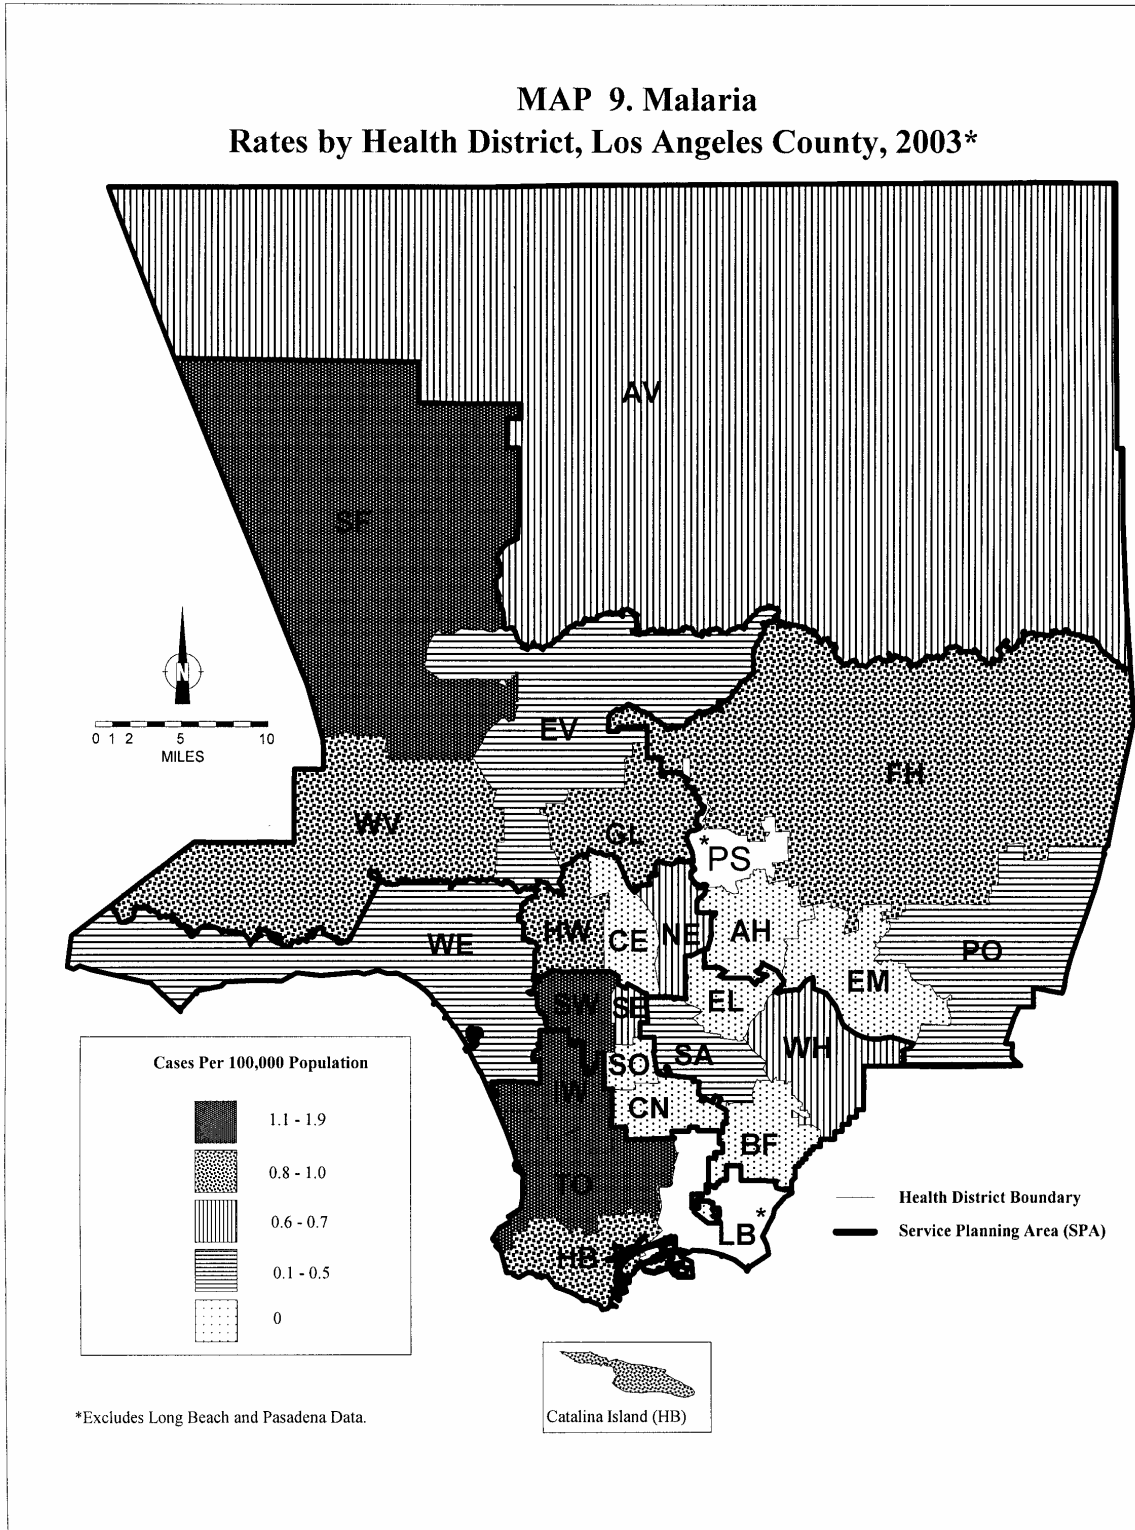 MAP 9. Malaria
Rates by Health District, Los Angeles County, 2003*
AV
SF
N
0 1 2 5 10
MILES
EV
FH
WV
GL
*PS
HW
CE
NE
AH
WE
PO
EM
SW
SE
EL
SO
SA
WH
IW
CN
BF
TO
LB*
HB
Cases Per 100,000 Population
1.1 - 1.9
0.8 - 1.0
0.6 - 0.7
0.1 - 0.5
0
Health District Boundary
Service Planning Area (SPA)
Catalina Island (HB)
*Excludes Long Beach and Pasadena Data.